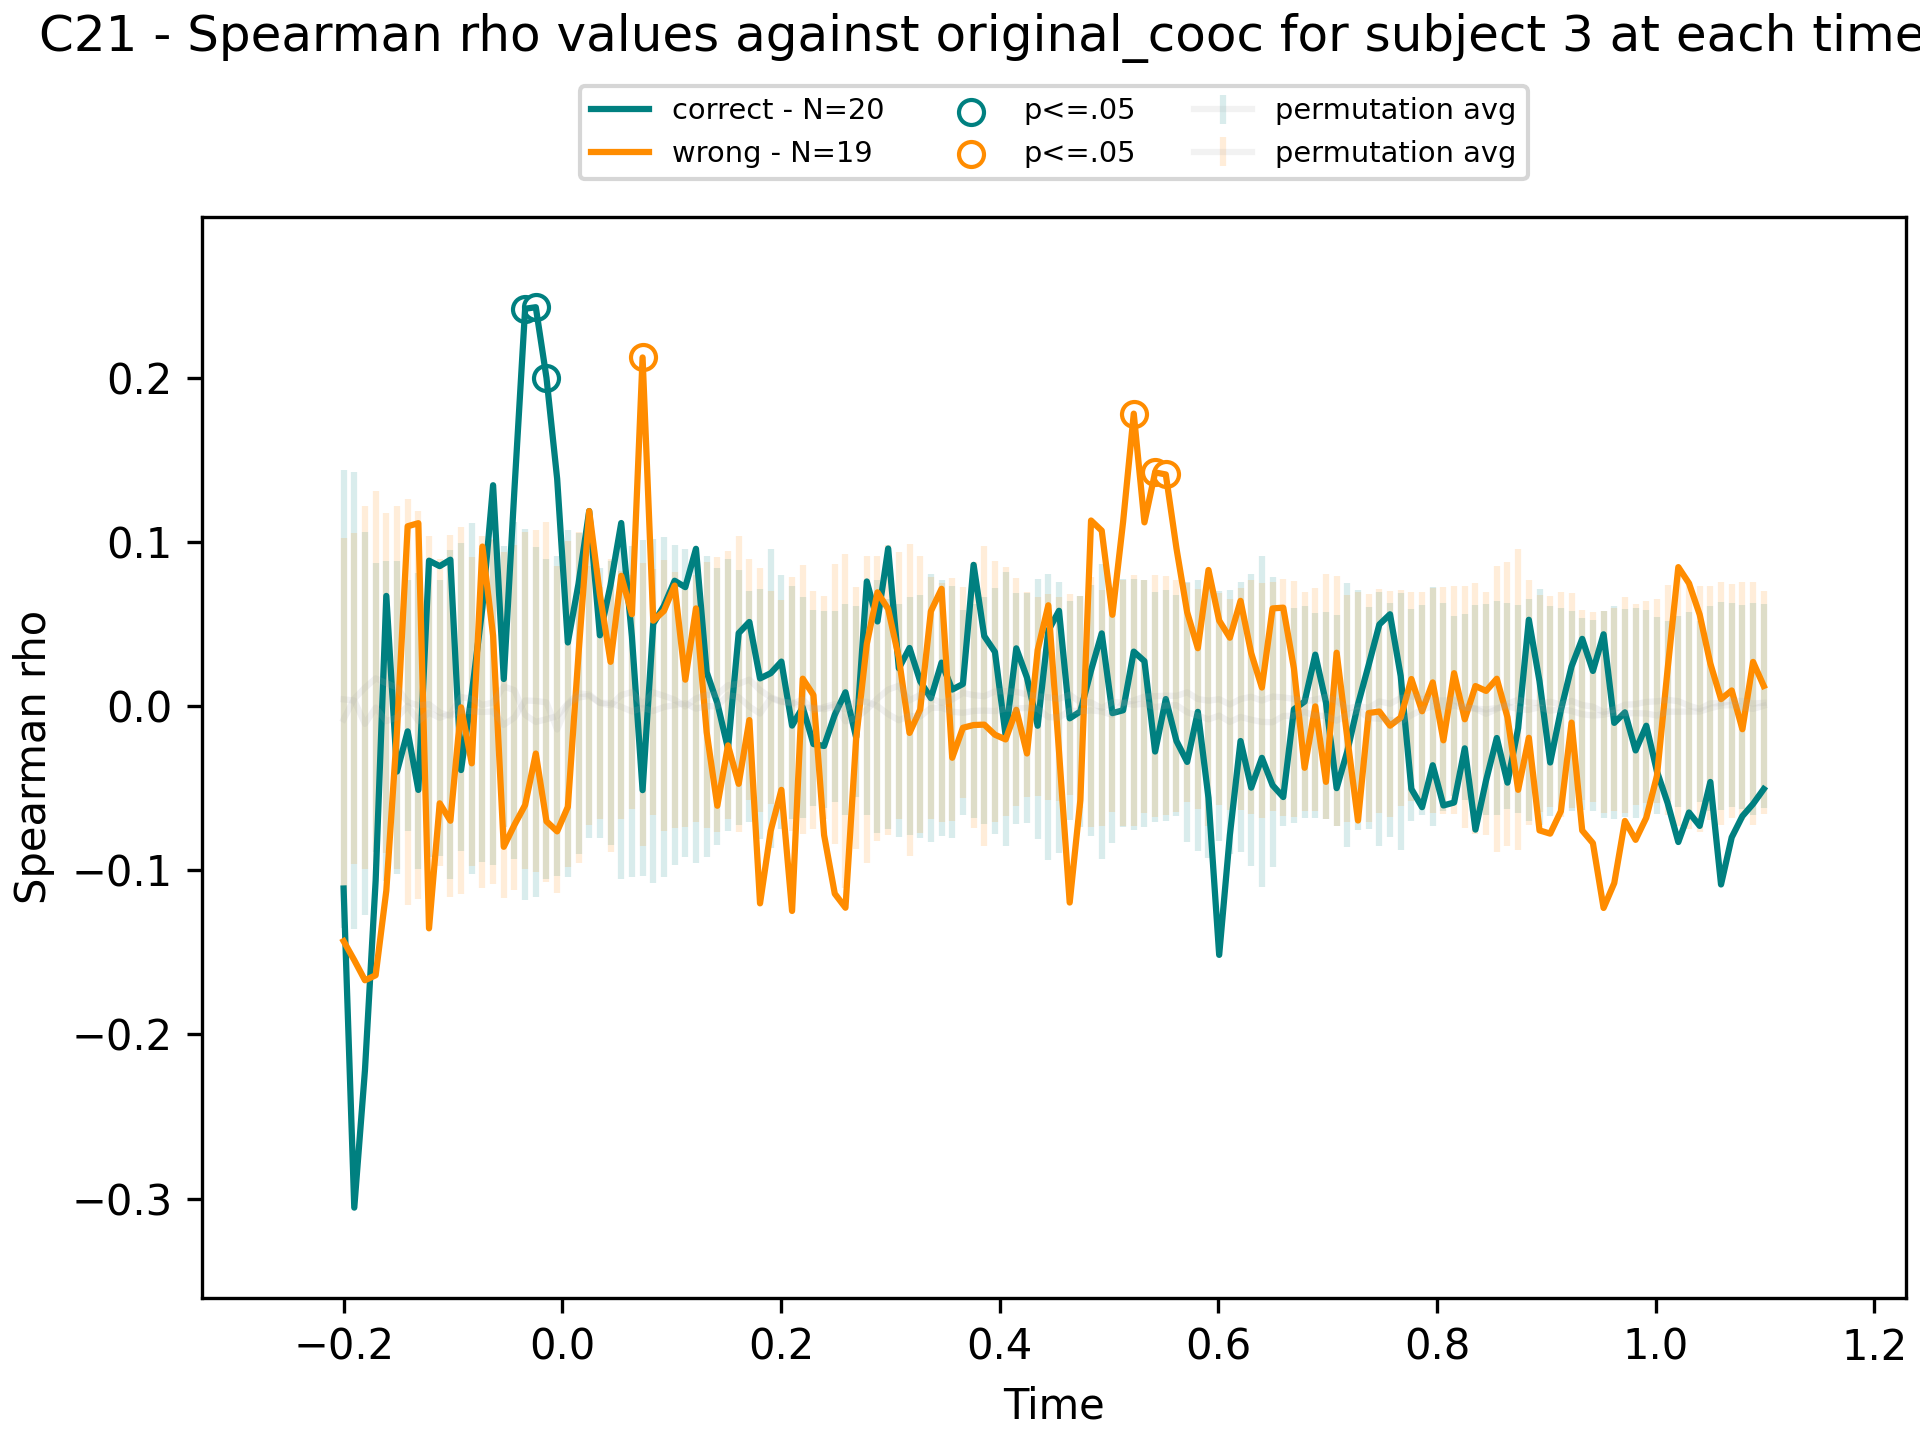 C21 - Spearman rho values against original_cooc for subject 3 at each time
correct - N=20
wrong - N=19
p<=.05
p<=.05
permutation avg
permutation avg
Spearman rho
0.2
0.1
0.0
−0.1
−0.2
−0.3
−0.2 0.0 0.2 0.4 0.6 0.8 1.0 1.2
Time